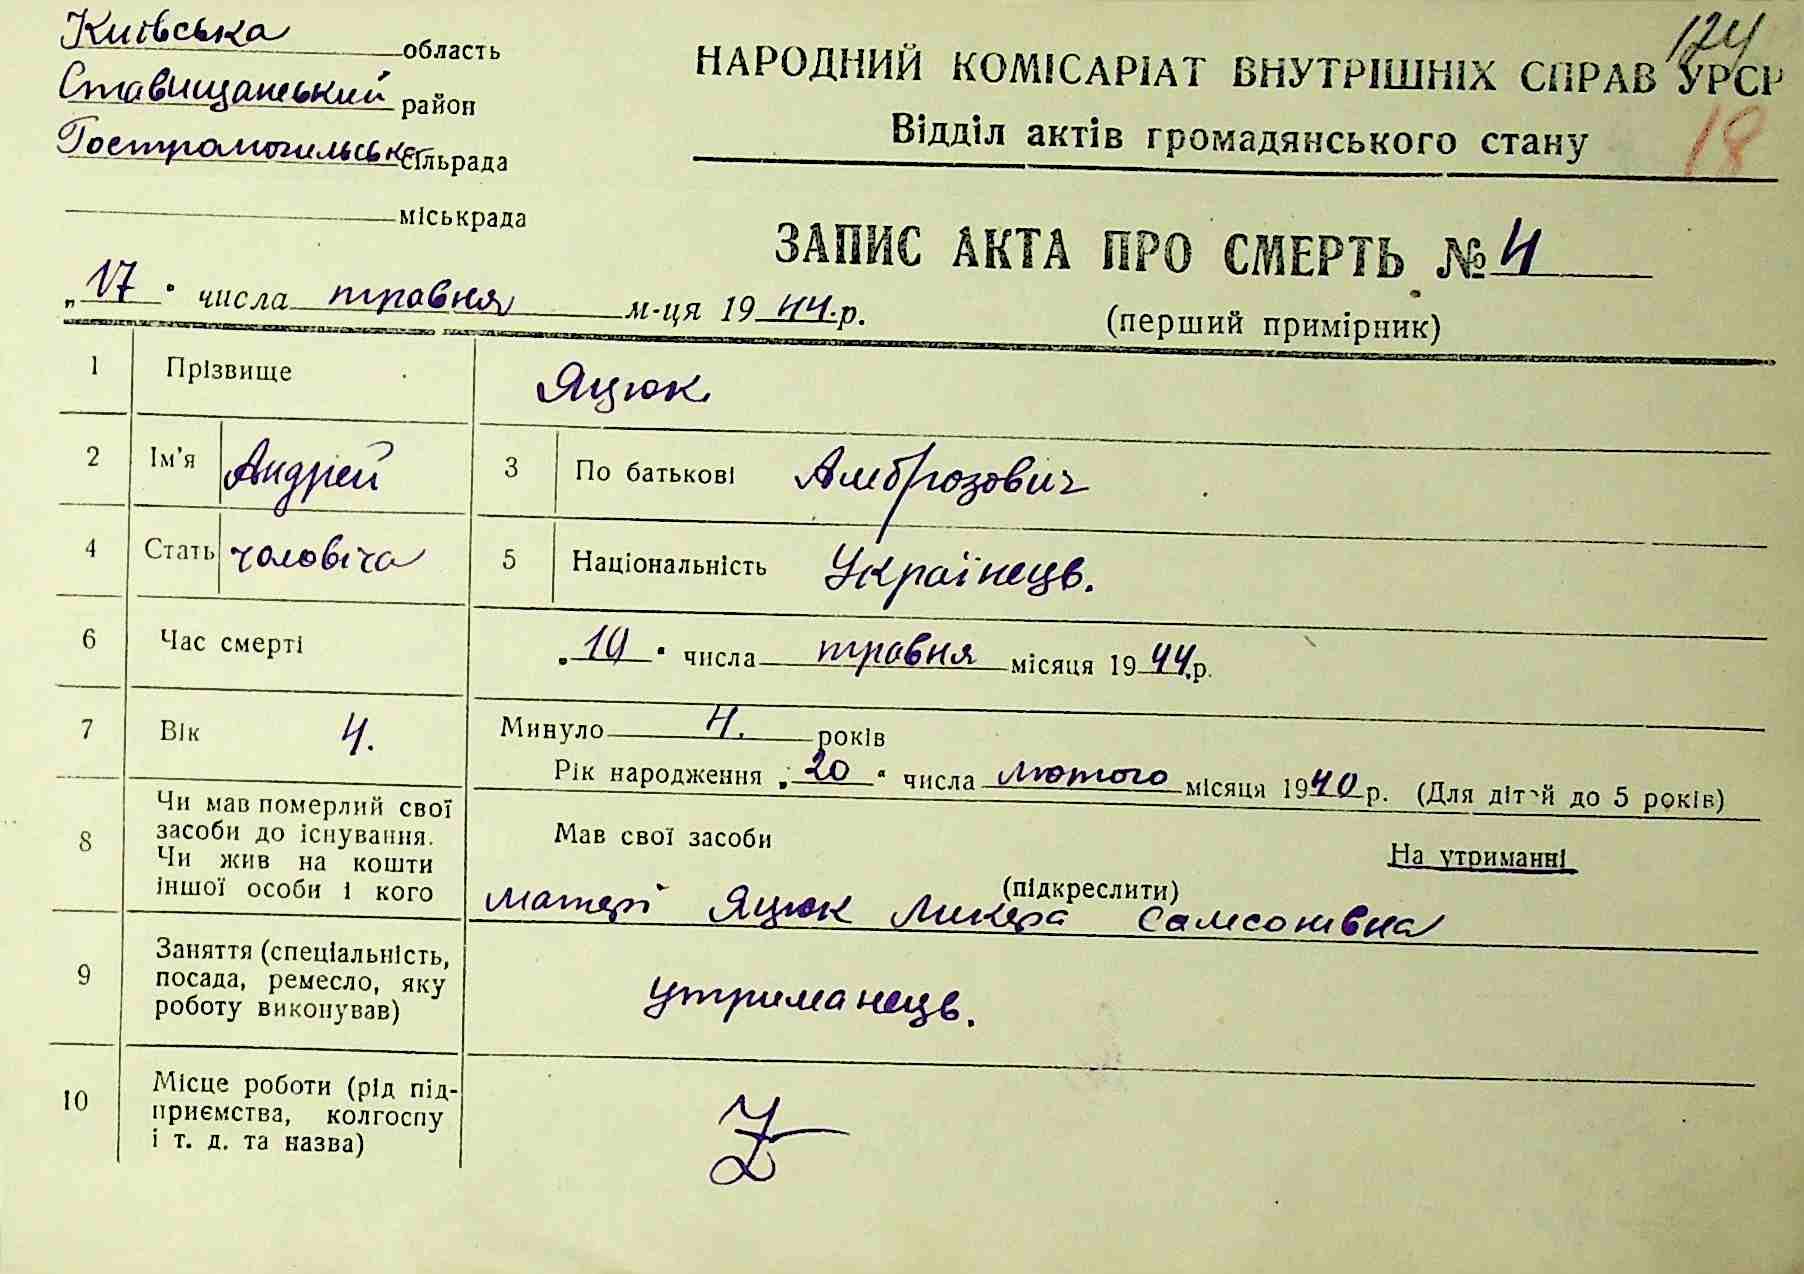 Київська область
Ставищанський район
Гостромогильська сільрада
міськрада
124
НАРОДНИЙ КОМІСАРІАТ ВНУТРІШНІХ СПРАВ УРСР
Відділ актів громадянського стану
18
ЗАПИС АКТА ПРО СМЕРТЬ № 4
„17" числа травня м-ця 1944 р.
(перший примірник)
1 Прізвище Яцюк
2 Ім'я Андрей 3 По батькові Амброзович
4 Стать чоловіча 5 Національність Українець.
6 Час смерті „10" числа травня місяця 1944 р.
7 Вік 4. Минуло 4. років
Рік народження „20" числа лютого місяця 1940 р. (Для дітей до 5 років)
8 Чи мав померлий свої
засоби до існування.
Чи жив на кошти
іншої особи і кого
Мав свої засоби На утриманні
(підкреслити)
матері Яцюк Ликера Самсонівна
9 Заняття (спеціальність,
посада, ремесло, яку
роботу виконував)
утриманець.
10 Місце роботи (рід під-
приємства, колгоспу
і т. д. та назва)